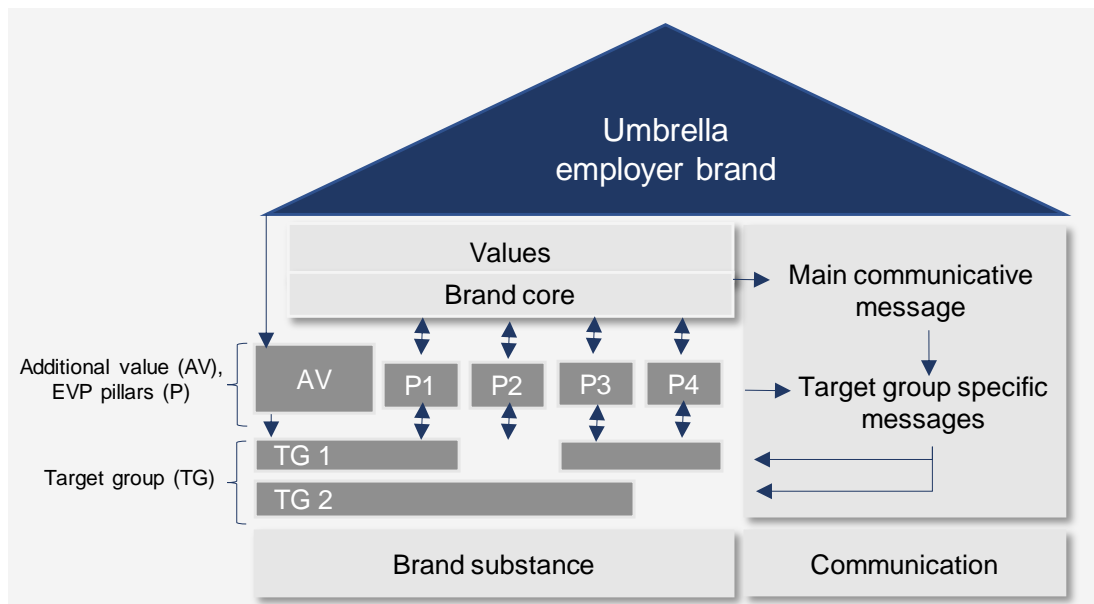 Umbrella
employer brand
Values
Brand core
Main communicative
message
Additional value (AV),
EVP pillars (P)
AV
P1
P2
P3
P4
Target group specific
messages
Target group (TG)
TG 1
TG 2
Brand substance
Communication